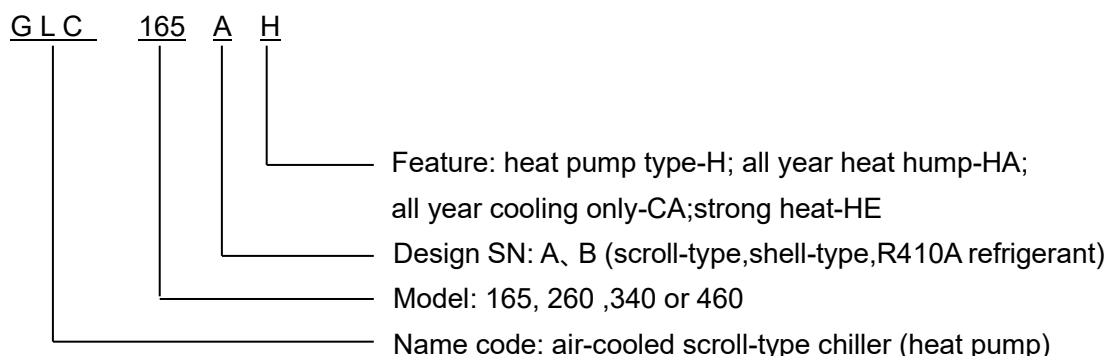 G L C 165 A H
Feature: heat pump type-H; all year heat hump-HA;
all year cooling only-CA;strong heat-HE
Design SN: A、B (scroll-type,shell-type,R410A refrigerant)
Model: 165, 260 ,340 or 460
Name code: air-cooled scroll-type chiller (heat pump)